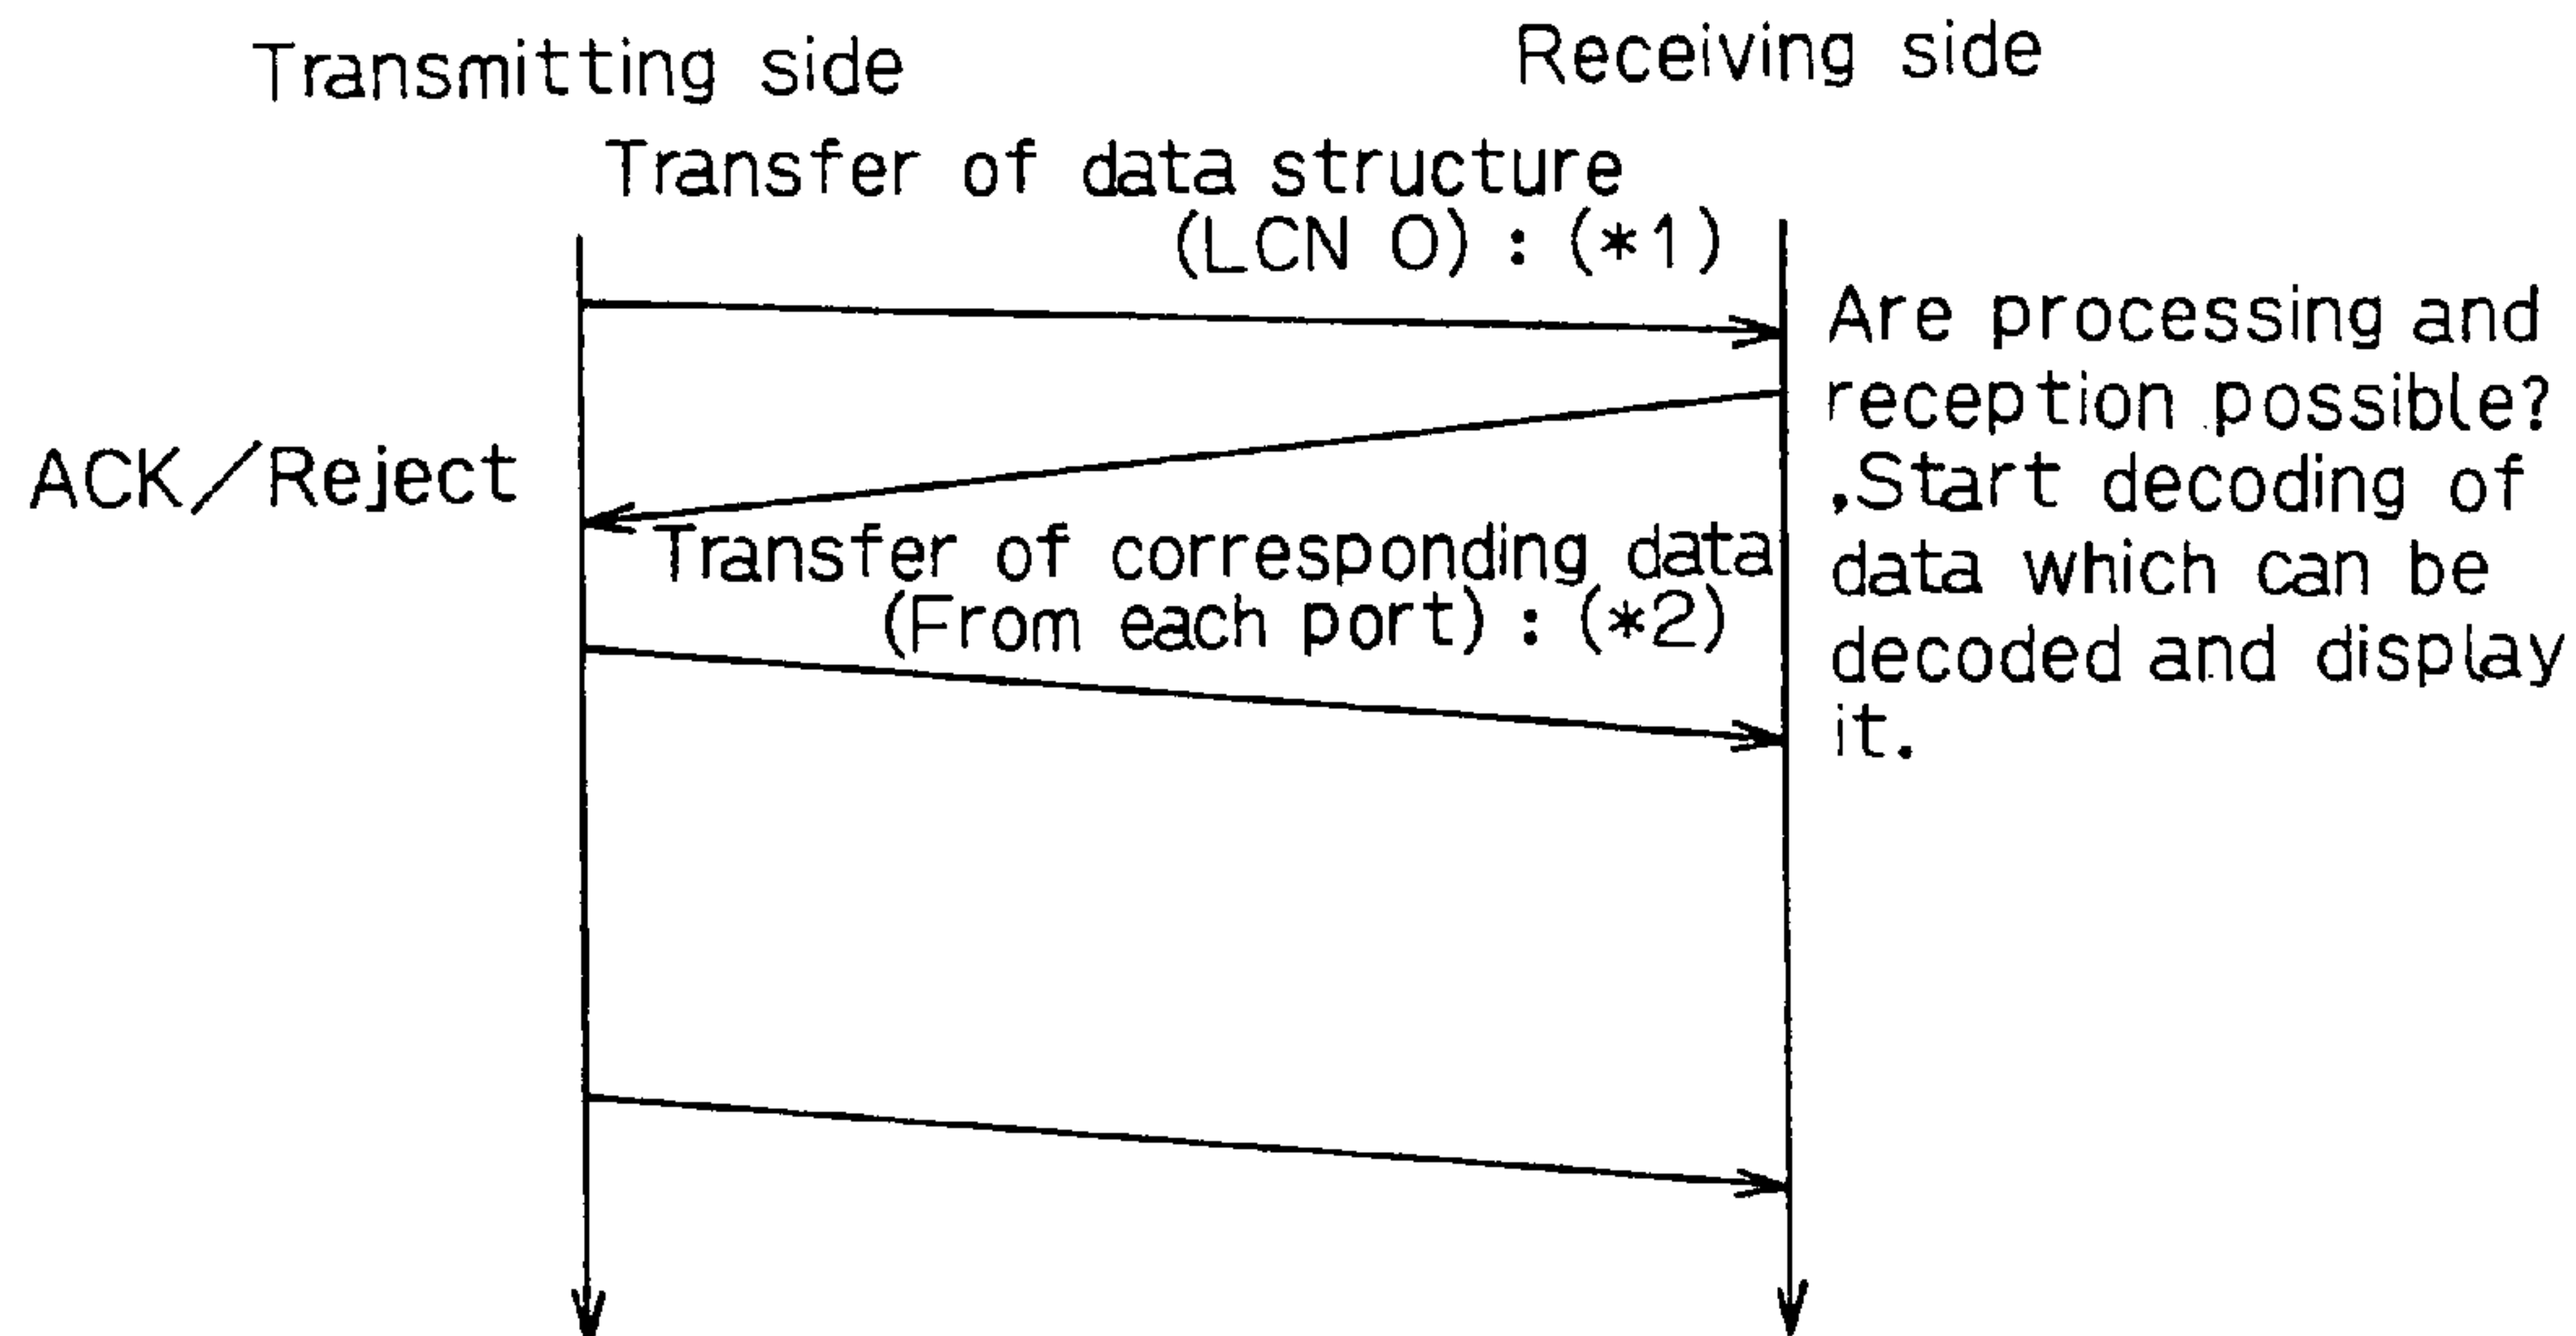 Transmitting side
Receiving side
Transfer of data structure
(LCN 0) : (*1)
Are processing and
reception possible?
ACK/Reject
,Start decoding of
data which can be
decoded and display
it.
Transfer of corresponding data
(From each port) : (*2)